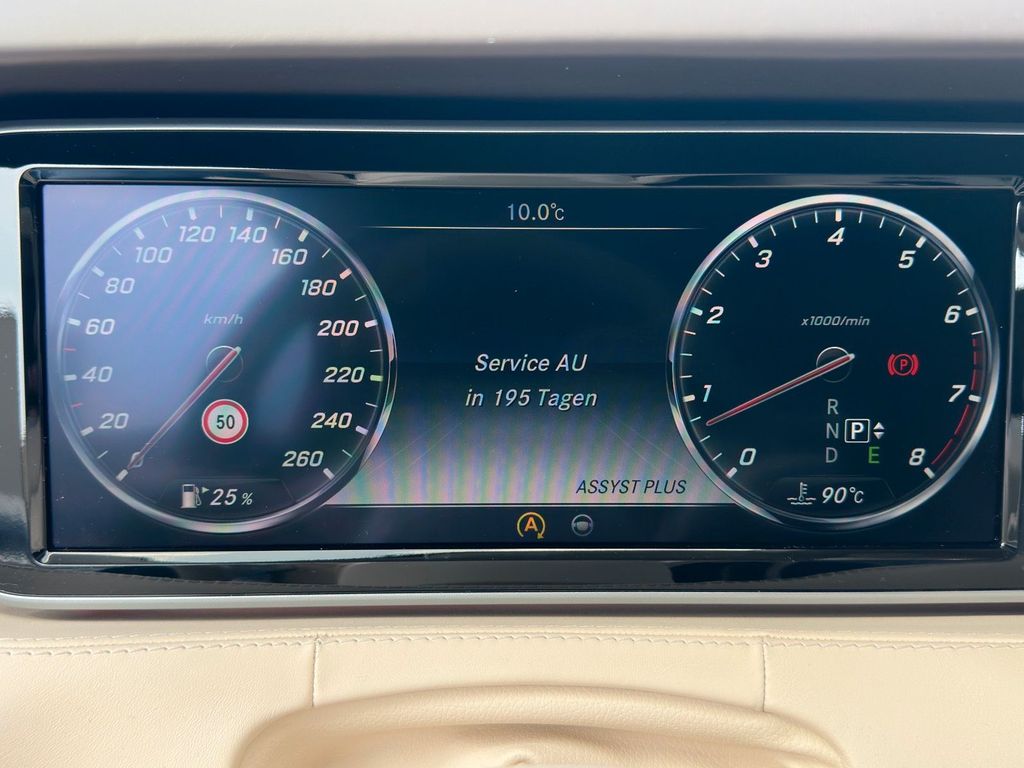 10.0°C
20
40
60
80
100
120
140
160
180
200
220
240
260
km/h
50
25 %
Service AU
in 195 Tagen
ASSYST PLUS
A
0
1
2
3
4
5
6
7
8
x1000/min
(P)
R
N P
D E
90°C